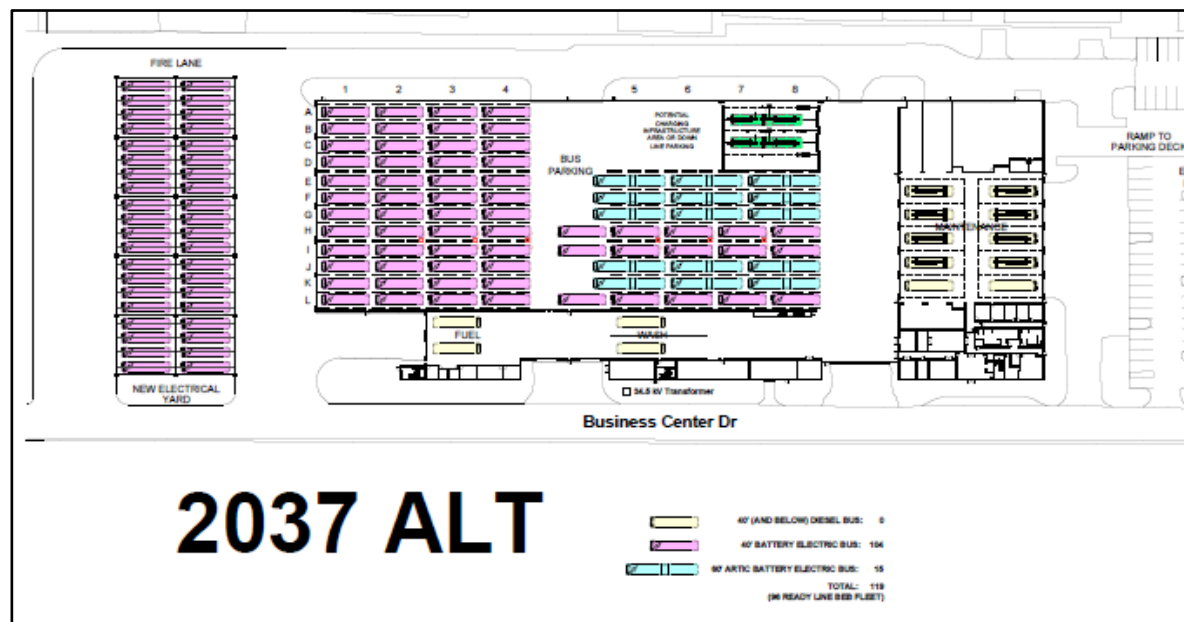 FIRE LANE
1 2 3 4 5 6 7 8
A
B
C
D
E
F
G
H
I
J
K
L
POTENTIAL
CHARGING
INFRASTRUCTURE
AREA OR DOWN
LINE PARKING
BUS
PARKING
RAMP TO
PARKING DECK
E
MAINTENANCE
FUEL
WASH
NEW ELECTRICAL
YARD
34.5 kV Transformer
Business Center Dr
2037 ALT
40' (AND BELOW) DIESEL BUS: 0
40' BATTERY ELECTRIC BUS: 104
60' ARTIC BATTERY ELECTRIC BUS: 15
TOTAL: 119
(96 READY LINE BEB FLEET)